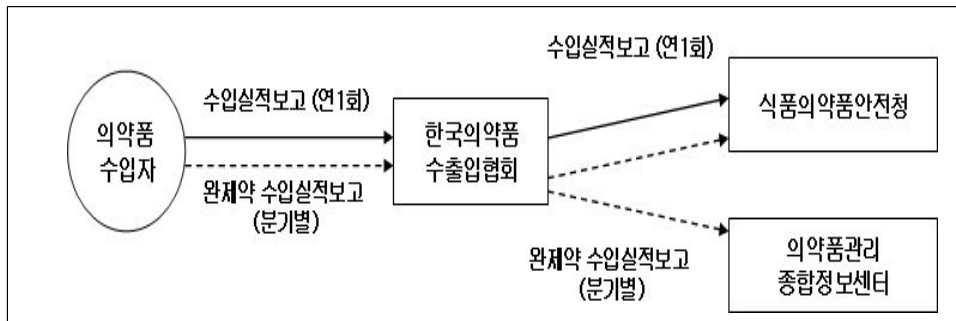 수입실적보고 (연1회)
수입실적보고 (연1회)
의약품
수입자
한국의약품
수출입협회
식품의약품안전청
완제약 수입실적보고
(분기별)
완제약 수입실적보고
(분기별)
의약품관리
종합정보센터